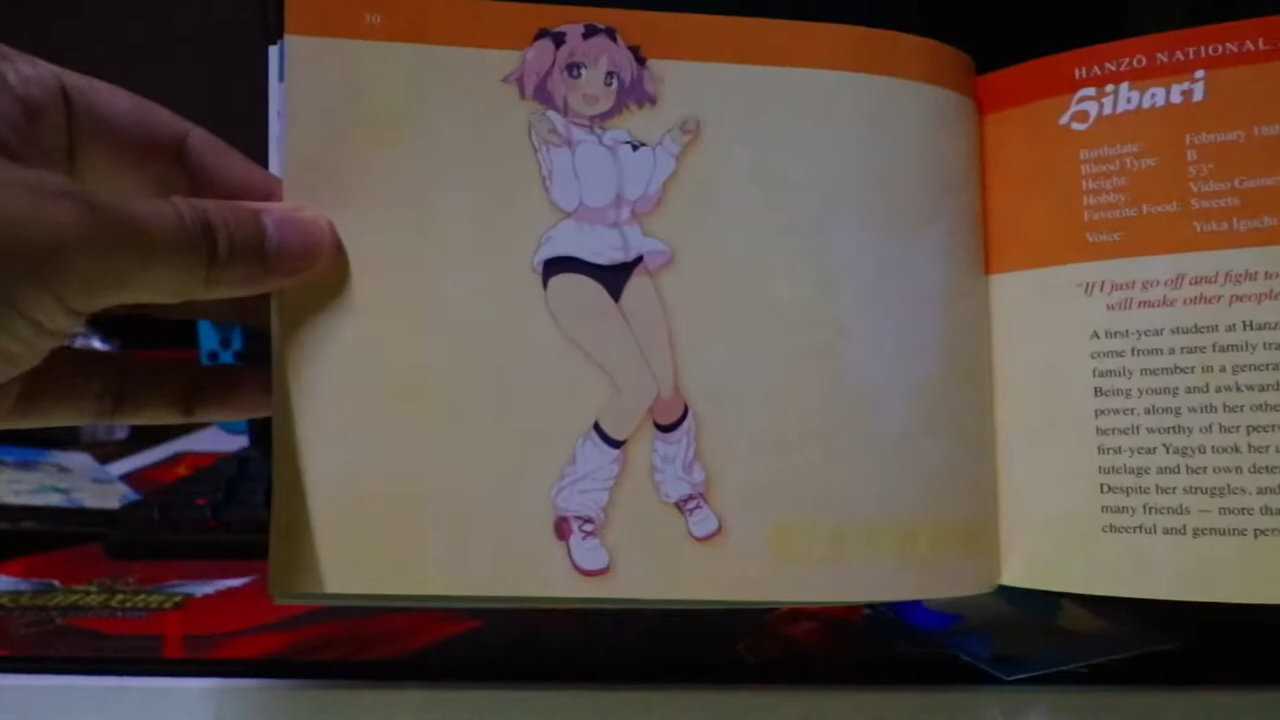 30
HANZŌ NATIONAL
Hibari
Birthdate: February 18th
Blood Type: B
Height: 5'3"
Hobby: Video Games
Favorite Food: Sweets
Voice: Yuka Iguch
"If I just go off and fight to
will make other people
A first-year student at Hanz
come from a rare family tra
family member in a genera
Being young and awkward
power, along with her othe
herself worthy of her peer
first-year Yagyū took her u
tutelage and her own dete
Despite her struggles, and
many friends — more tha
cheerful and genuine per